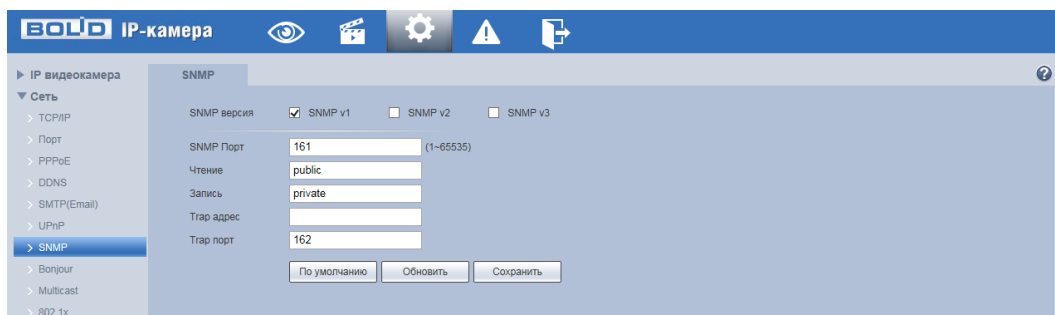 BOLID IP-камера
IP видеокамера
Сеть
TCP/IP
Порт
PPPoE
DDNS
SMTP(Email)
UPnP
SNMP
Bonjour
Multicast
802.1x
SNMP
SNMP версия SNMP v1 SNMP v2 SNMP v3
SNMP Порт 161 (1~65535)
Чтение public
Запись private
Trap адрес
Trap порт 162
По умолчанию Обновить Сохранить